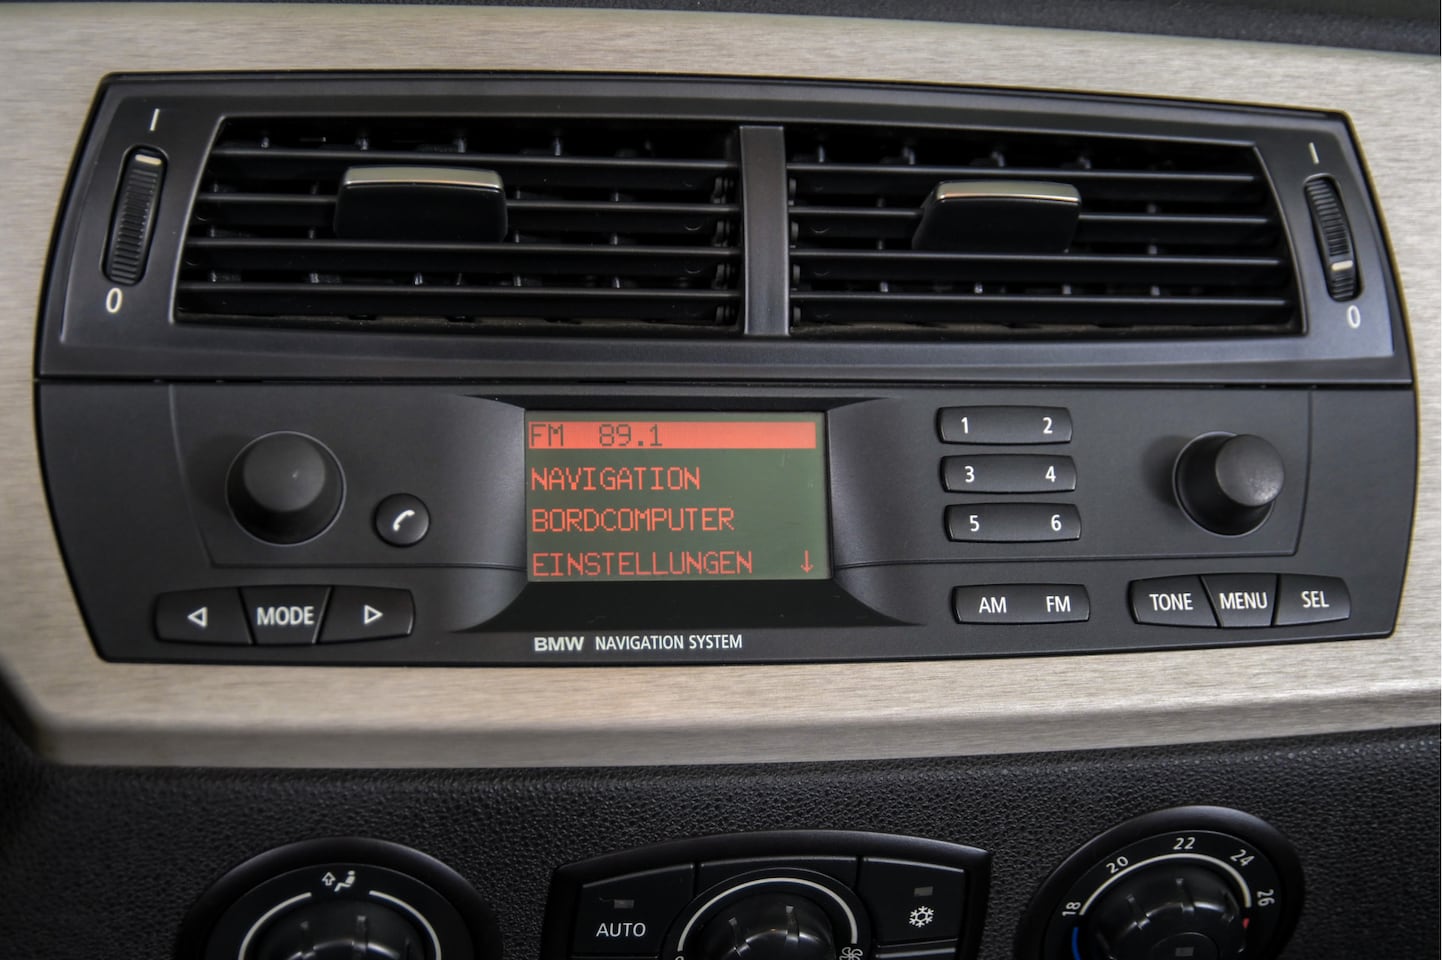 I
I
0
0
FM 89.1
NAVIGATION
BORDCOMPUTER
EINSTELLUNGEN ↓
1 2
3 4
5 6
MODE
AM FM
TONE MENU SEL
BMW NAVIGATION SYSTEM
AUTO
18 20 22 24 26